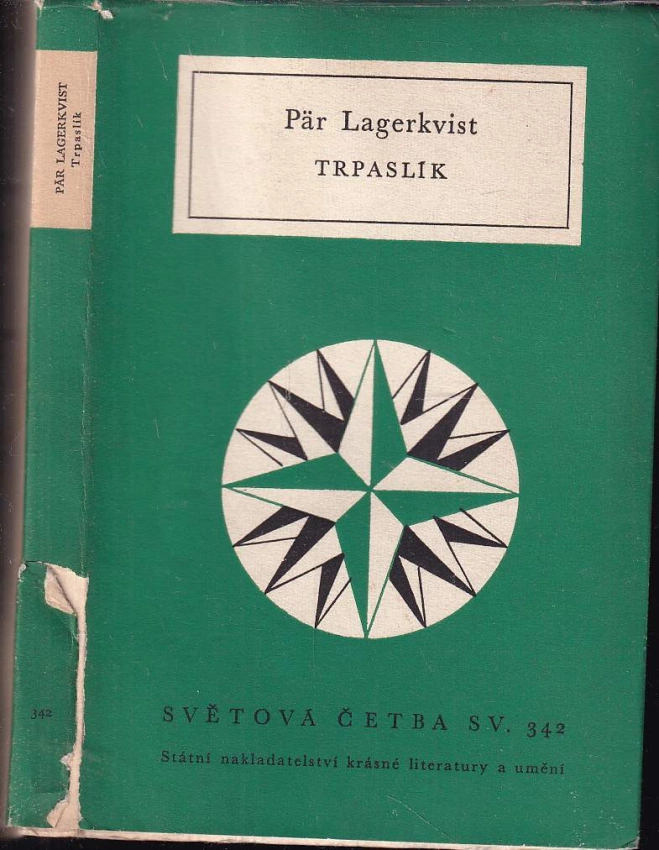 PÄR LAGERKVIST
Trpaslík
342
Pär Lagerkvist
TRPASLÍK
SVĚTOVÁ ČETBA SV. 342
Státní nakladatelství krásné literatury a umění